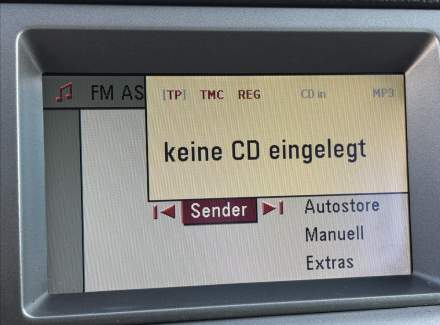 FM AS
[TP] TMC REG CD in MP3
keine CD eingelegt
Sender
Autostore
Manuell
Extras